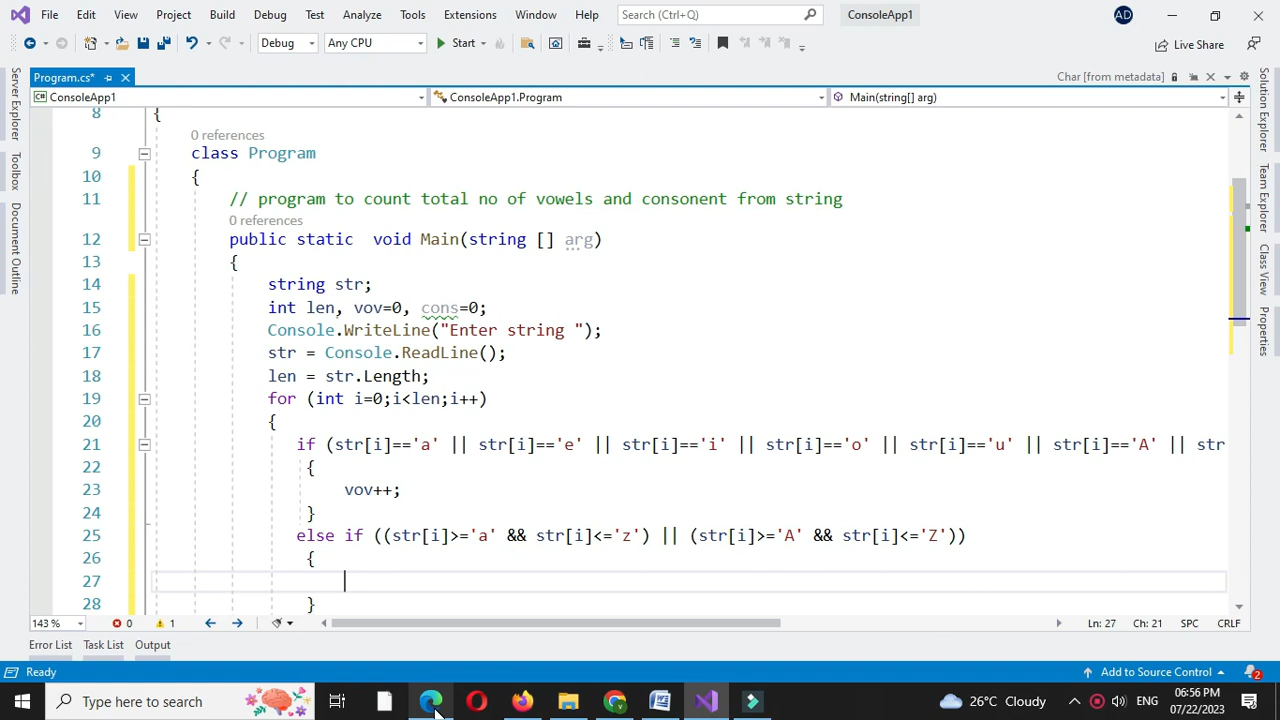 File Edit View Project Build Debug Test Analyze Tools Extensions Window Help Search (Ctrl+Q) ConsoleApp1 AD
Debug Any CPU Start Live Share
Program.cs* Char [from metadata]
ConsoleApp1 ConsoleApp1.Program Main(string[] arg)
Server Explorer
Toolbox
Document Outline
Solution Explorer
Team Explorer
Class View
Properties
8 {
0 references
9 class Program
10 {
11 // program to count total no of vowels and consonent from string
0 references
12 public static void Main(string [] arg)
13 {
14 string str;
15 int len, vov=0, cons=0;
16 Console.WriteLine("Enter string ");
17 str = Console.ReadLine();
18 len = str.Length;
19 for (int i=0;i<len;i++)
20 {
21 if (str[i]=='a' || str[i]=='e' || str[i]=='i' || str[i]=='o' || str[i]=='u' || str[i]=='A' || str
22 {
23 vov++;
24 }
25 else if ((str[i]>='a' && str[i]<='z') || (str[i]>='A' && str[i]<='Z'))
26 {
27
28 }
143 % 0 1 Ln: 27 Ch: 21 SPC CRLF
Error List Task List Output
Ready Add to Source Control 2
Type here to search 26°C Cloudy ENG 06:56 PM
07/22/2023